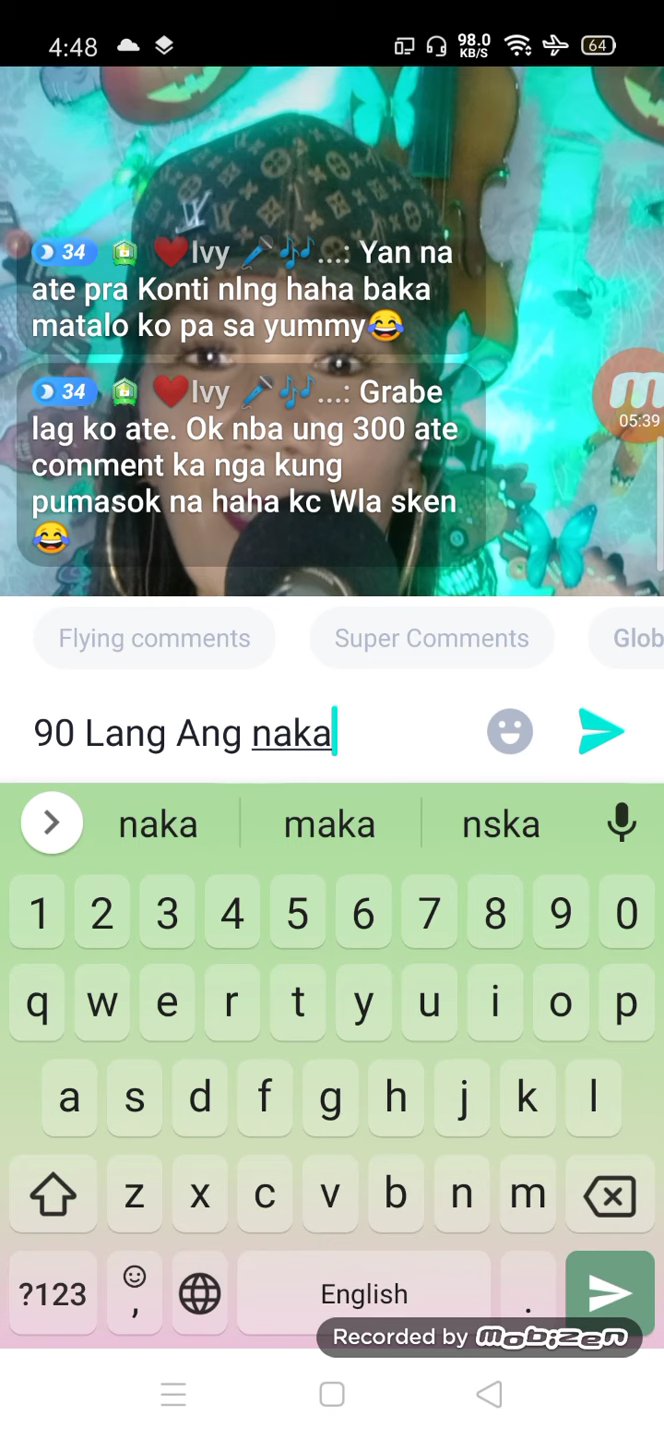 4:48
98.0
KB/S
64
34 Ivy ...: Yan na
ate pra Konti nlng haha baka
matalo ko pa sa yummy😂
34 Ivy ...: Grabe
lag ko ate. Ok nba ung 300 ate
comment ka nga kung
pumasok na haha kc Wla sken
😂
05:39
Flying comments Super Comments Glob
90 Lang Ang naka
naka maka nska
1 2 3 4 5 6 7 8 9 0
q w e r t y u i o p
a s d f g h j k l
z x c v b n m
?123 , English .
Recorded by mobizen